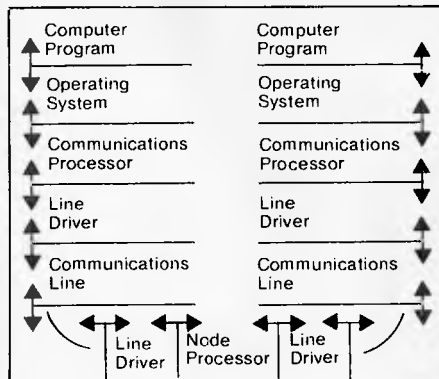 Computer
Program
Operating
System
Communications
Processor
Line
Driver
Communications
Line
Computer
Program
Operating
System
Communications
Processor
Line
Driver
Communications
Line
Line
Driver
Node
Processor
Line
Driver